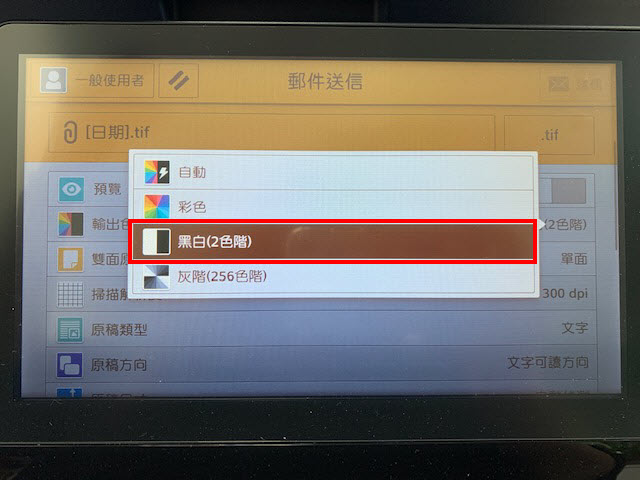 一般使用者
郵件送信
[日期].tif
.tif
自動
預覽
彩色
輸出色
黑白(2色階)
(2色階)
雙面原
灰階(256色階)
單面
掃描解
300 dpi
原稿類型
文字
原稿方向
文字可讀方向